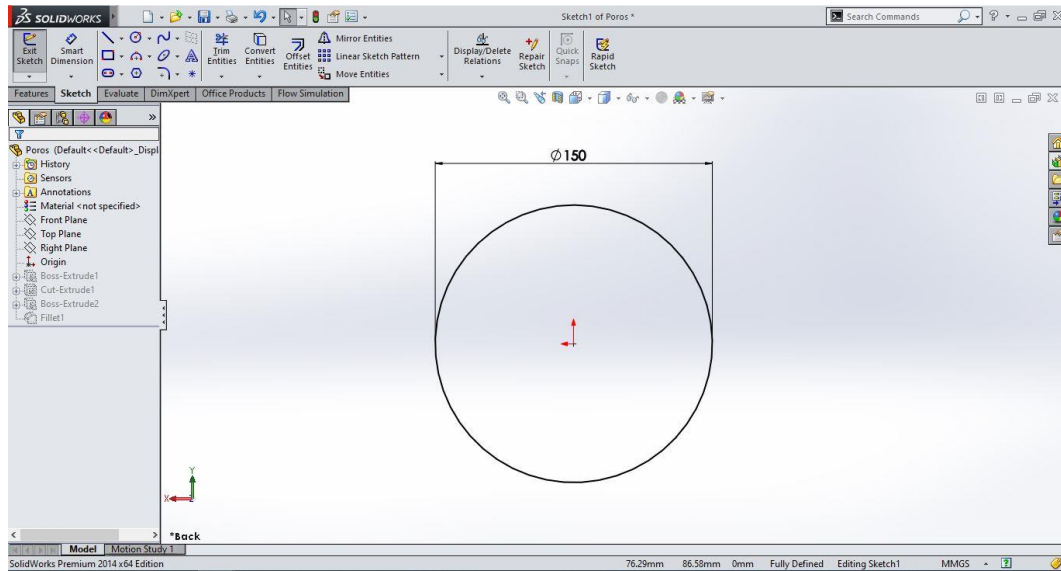 SOLIDWORKS
Sketch1 of Poros *
Search Commands
Exit Sketch
Smart Dimension
Trim Entities
Convert Entities
Offset Entities
Mirror Entities
Linear Sketch Pattern
Move Entities
Display/Delete Relations
Repair Sketch
Quick Snaps
Rapid Sketch
Features Sketch Evaluate DimXpert Office Products Flow Simulation
Poros (Default<<Default>_Displ
History
Sensors
Annotations
Material <not specified>
Front Plane
Top Plane
Right Plane
Origin
Boss-Extrude1
Cut-Extrude1
Boss-Extrude2
Fillet1
Ø150
Y
X
*Back
Model Motion Study 1
SolidWorks Premium 2014 x64 Edition 76.29mm 86.58mm 0mm Fully Defined Editing Sketch1 MMGS